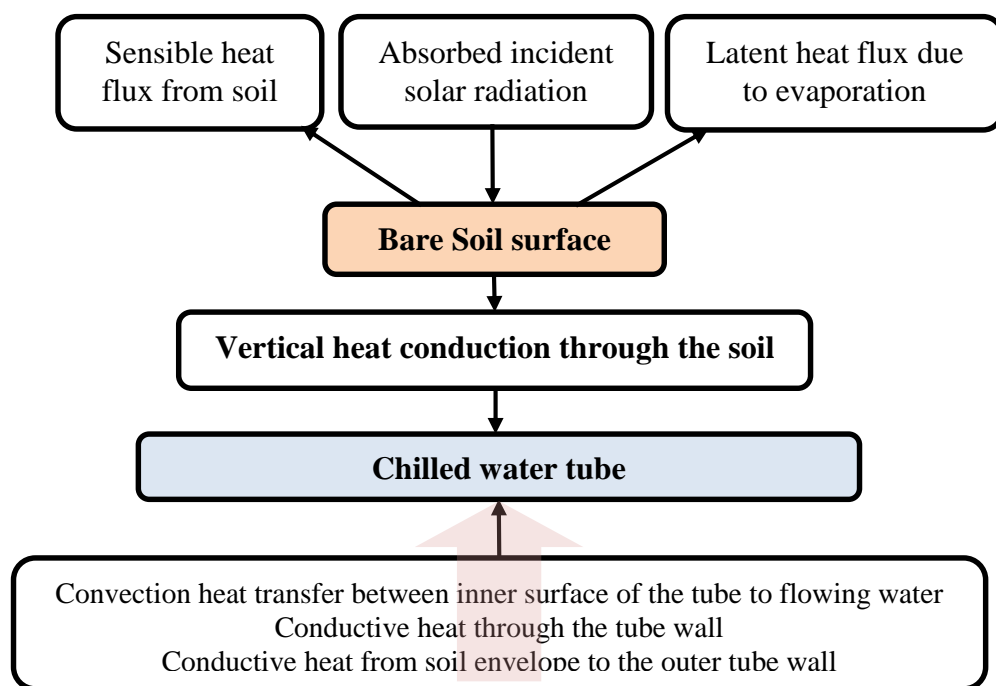 Sensible heat
flux from soil
Absorbed incident
solar radiation
Latent heat flux due
to evaporation
Bare Soil surface
Vertical heat conduction through the soil
Chilled water tube
Convection heat transfer between inner surface of the tube to flowing water
Conductive heat through the tube wall
Conductive heat from soil envelope to the outer tube wall